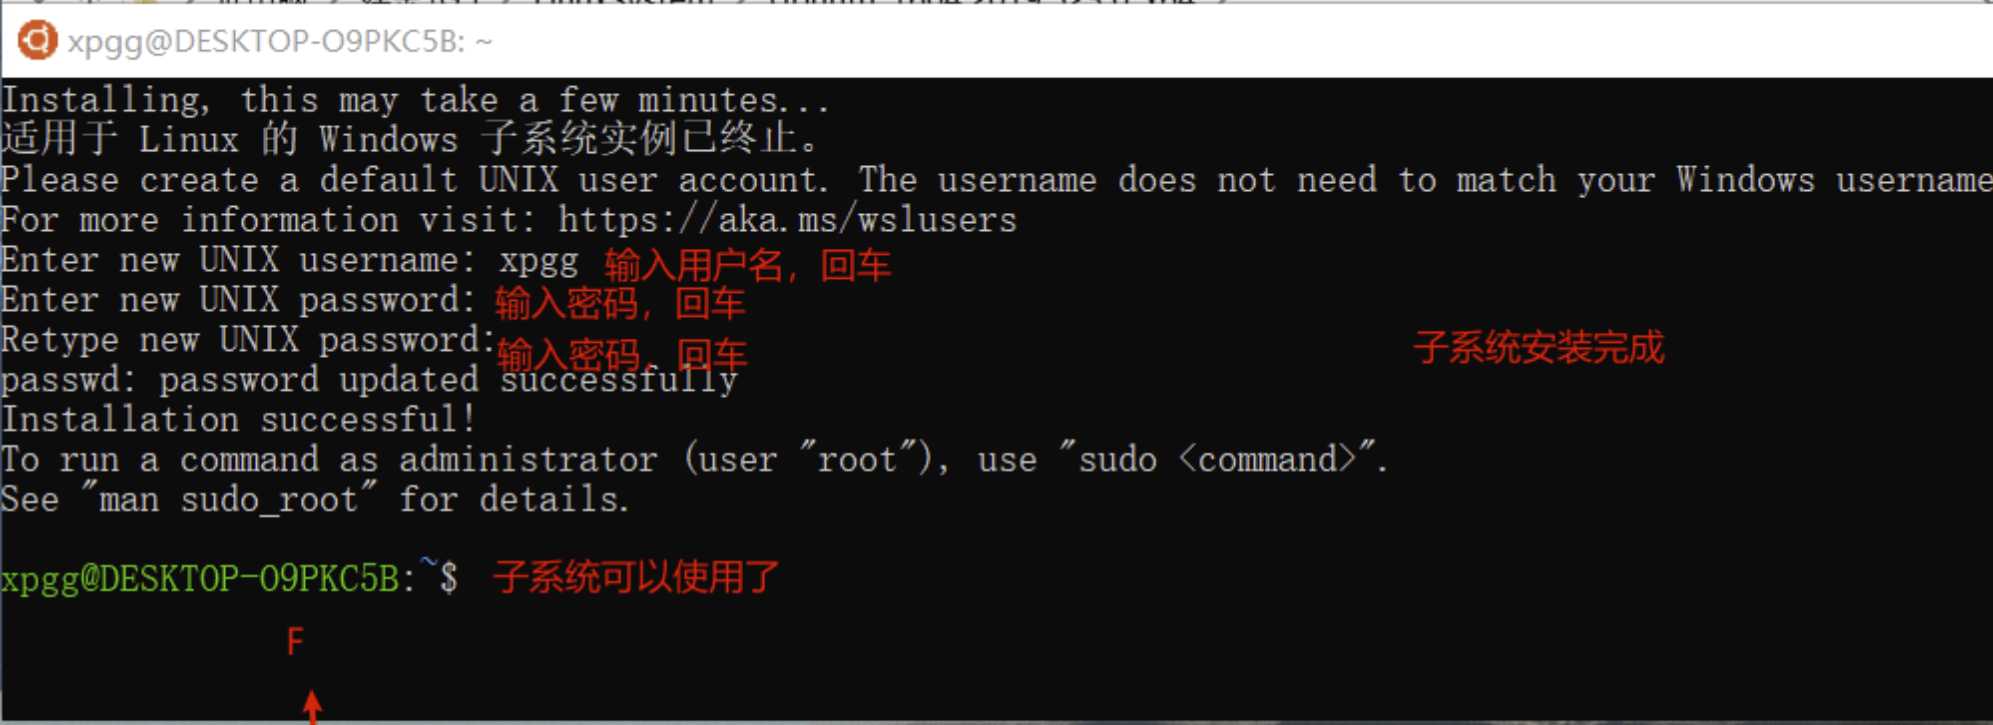 xpgg@DESKTOP-O9PKC5B: ~
Installing, this may take a few minutes...
适用于 Linux 的 Windows 子系统实例已终止。
Please create a default UNIX user account. The username does not need to match your Windows username
For more information visit: https://aka.ms/wslusers
Enter new UNIX username: xpgg 输入用户名，回车
Enter new UNIX password: 输入密码，回车
Retype new UNIX password: 输入密码，回车
子系统安装完成
passwd: password updated successfully
Installation successful!
To run a command as administrator (user "root"), use "sudo <command>".
See "man sudo_root" for details.
xpgg@DESKTOP-O9PKC5B:~$ 子系统可以使用了
F